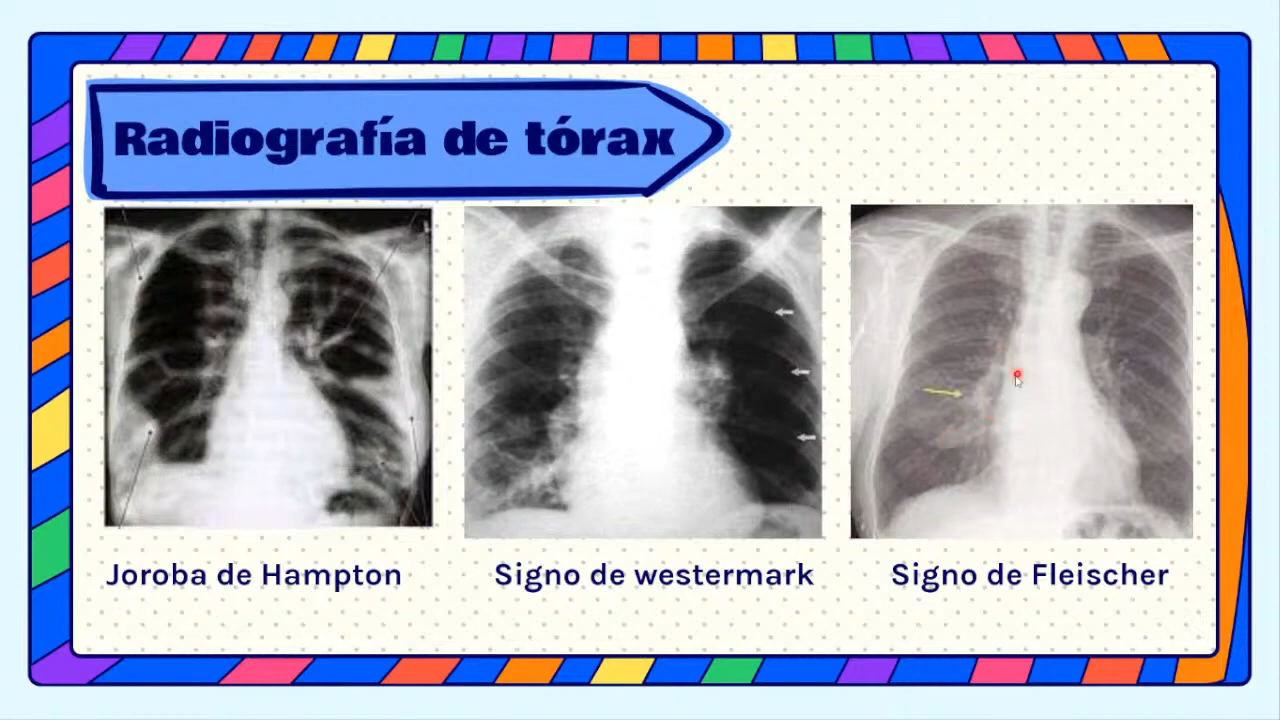 Radiografía de tórax
Joroba de Hampton
Signo de westermark
Signo de Fleischer